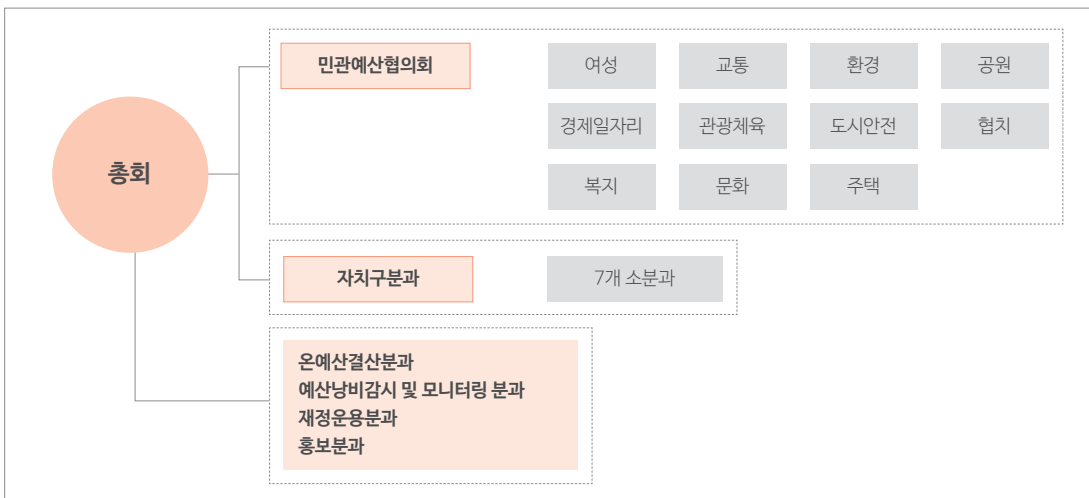 총회
민관예산협의회
여성
교통
환경
공원
경제일자리
관광체육
도시안전
협치
복지
문화
주택
자치구분과
7개 소분과
온예산결산분과
예산낭비감시 및 모니터링 분과
재정운용분과
홍보분과